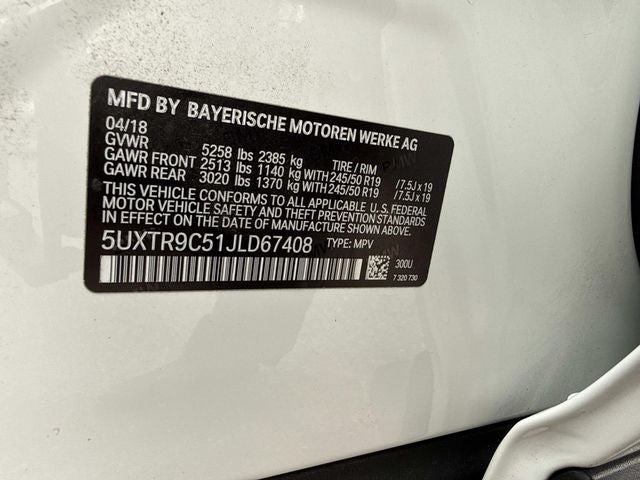 MFD BY BAYERISCHE MOTOREN WERKE AG
04/18
GVWR 5258 lbs 2385 kg TIRE / RIM
GAWR FRONT 2513 lbs 1140 kg WITH 245/50 R19 /7.5J x 19
GAWR REAR 3020 lbs 1370 kg WITH 245/50 R19 /7.5J x 19
THIS VEHICLE CONFORMS TO ALL APPLICABLE U.S. FEDERAL
MOTOR VEHICLE SAFETY AND THEFT PREVENTION STANDARDS
IN EFFECT ON THE DATE OF MANUFACTURE SHOWN ABOVE.
5UXTR9C51JLD67408 TYPE: MPV
300U
7 320 730